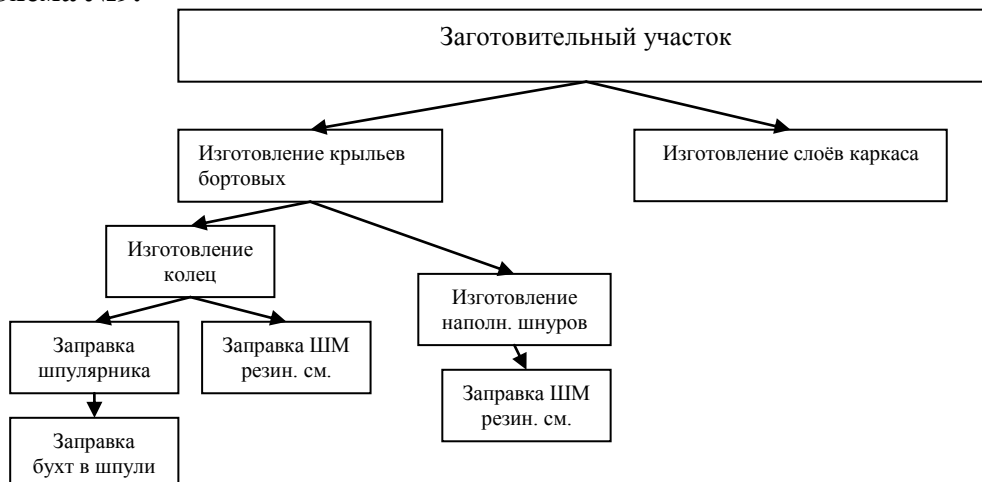 Заготовительный участок
Изготовление крыльев
бортовых
Изготовление слоёв каркаса
Изготовление
колец
Изготовление
наполн. шнуров
Заправка
шпулярника
Заправка ШМ
резин. см.
Заправка ШМ
резин. см.
Заправка
бухт в шпули